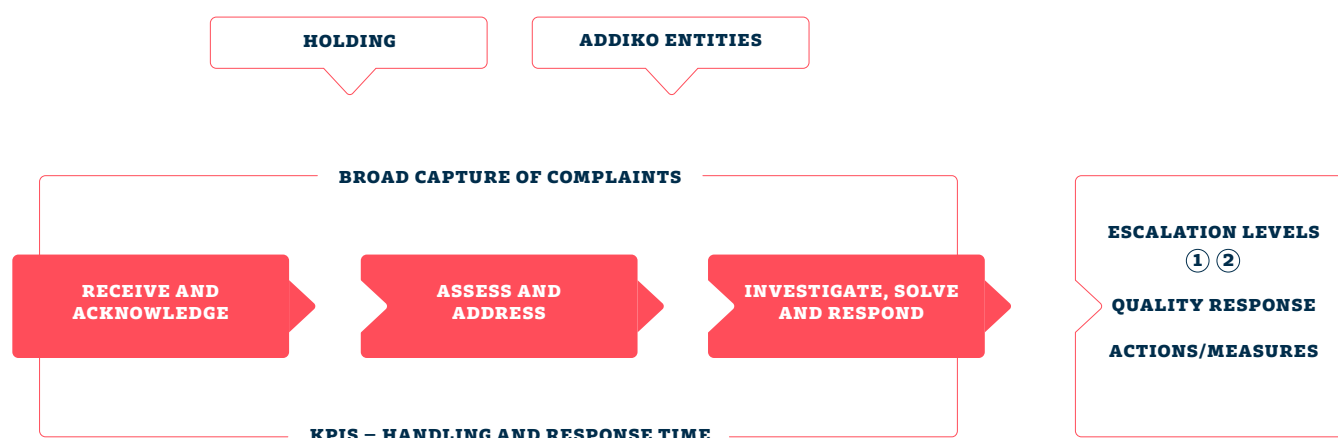 HOLDING
ADDIKO ENTITIES
BROAD CAPTURE OF COMPLAINTS
RECEIVE AND
ACKNOWLEDGE
ASSESS AND
ADDRESS
INVESTIGATE, SOLVE
AND RESPOND
KPIS – HANDLING AND RESPONSE TIME
ESCALATION LEVELS
1 2
QUALITY RESPONSE
ACTIONS/MEASURES